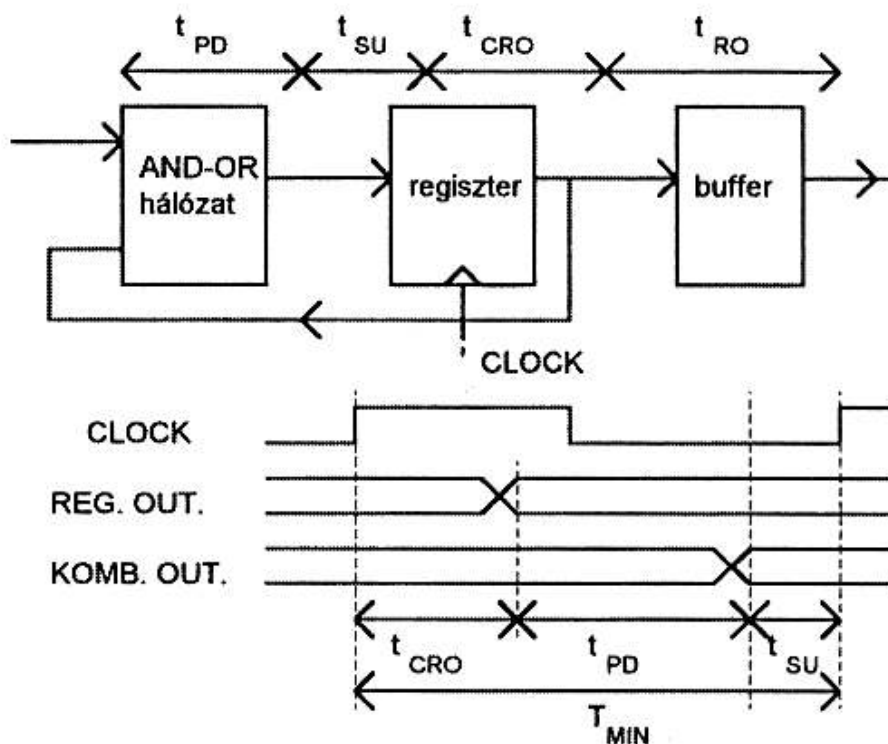 t PD t SU t CRO t RO
AND-OR
hálózat
regiszter
buffer
CLOCK
CLOCK
REG. OUT.
KOMB. OUT.
t CRO t PD t SU
T MIN